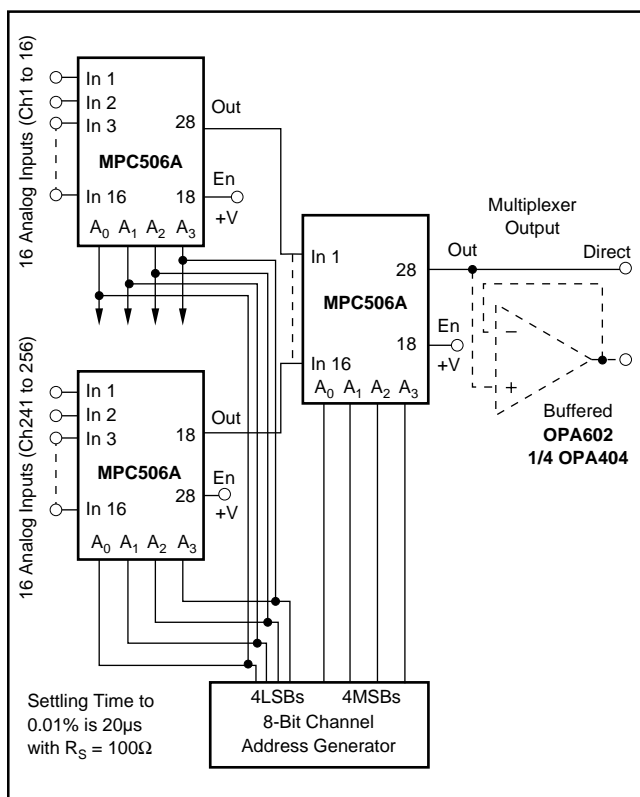 16 Analog Inputs (Ch1 to 16)
In 1
In 2
In 3
In 16
28
Out
MPC506A
18
En
+V
A0 A1 A2 A3
16 Analog Inputs (Ch241 to 256)
In 1
In 2
In 3
In 16
18
Out
MPC506A
28
En
+V
A0 A1 A2 A3
In 1
In 16
28
Out
MPC506A
18
En
+V
A0 A1 A2 A3
Multiplexer
Output
Direct
–
+
Buffered
OPA602
1/4 OPA404
Settling Time to
0.01% is 20µs
with RS = 100Ω
4LSBs 4MSBs
8-Bit Channel
Address Generator